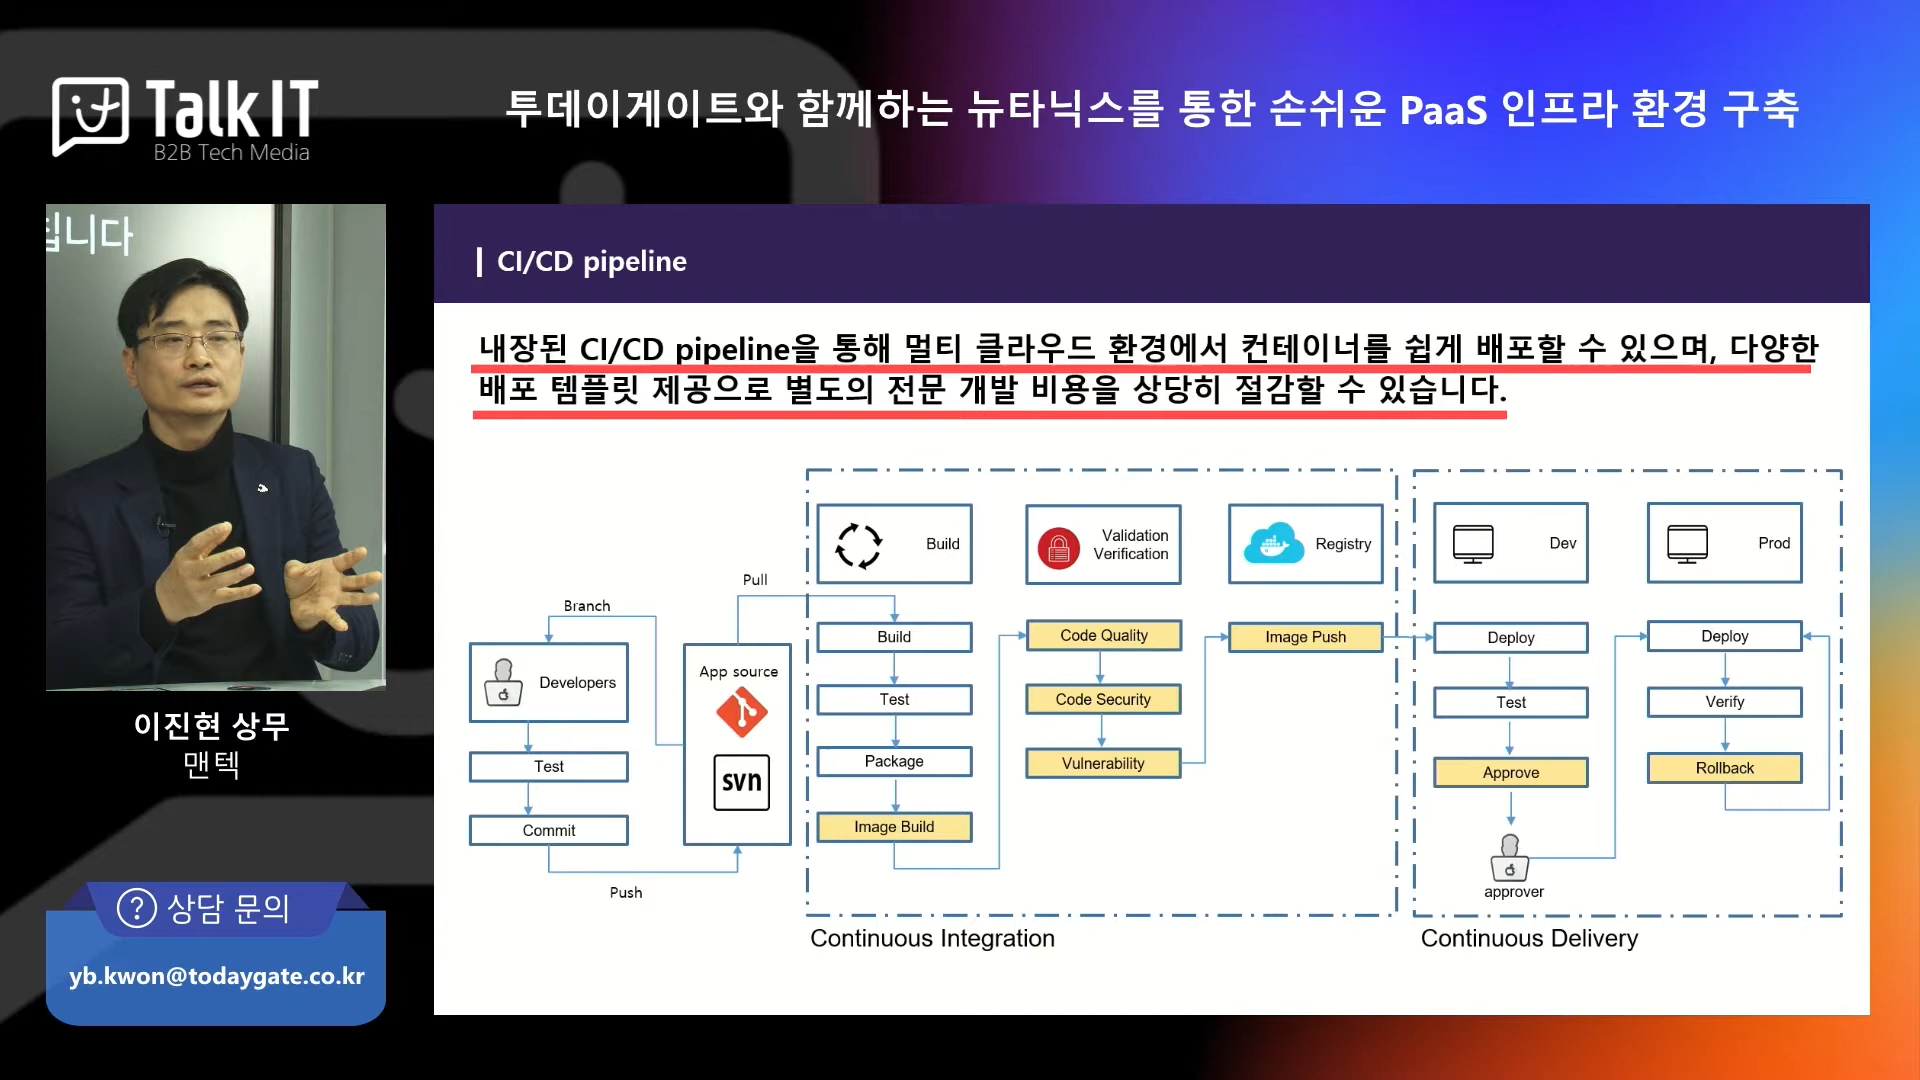 TalkIT
B2B Tech Media
투데이게이트와 함께하는 뉴타닉스를 통한 손쉬운 PaaS 인프라 환경 구축
니다
이진현 상무
맨텍
? 상담 문의
yb.kwon@todaygate.co.kr
CI/CD pipeline
내장된 CI/CD pipeline을 통해 멀티 클라우드 환경에서 컨테이너를 쉽게 배포할 수 있으며, 다양한
배포 템플릿 제공으로 별도의 전문 개발 비용을 상당히 절감할 수 있습니다.
Branch
Developers
Test
Commit
Push
Pull
App source
svn
Build
Build
Test
Package
Image Build
Validation
Verification
Code Quality
Code Security
Vulnerability
Registry
Image Push
Continuous Integration
Dev
Deploy
Test
Approve
approver
Prod
Deploy
Verify
Rollback
Continuous Delivery